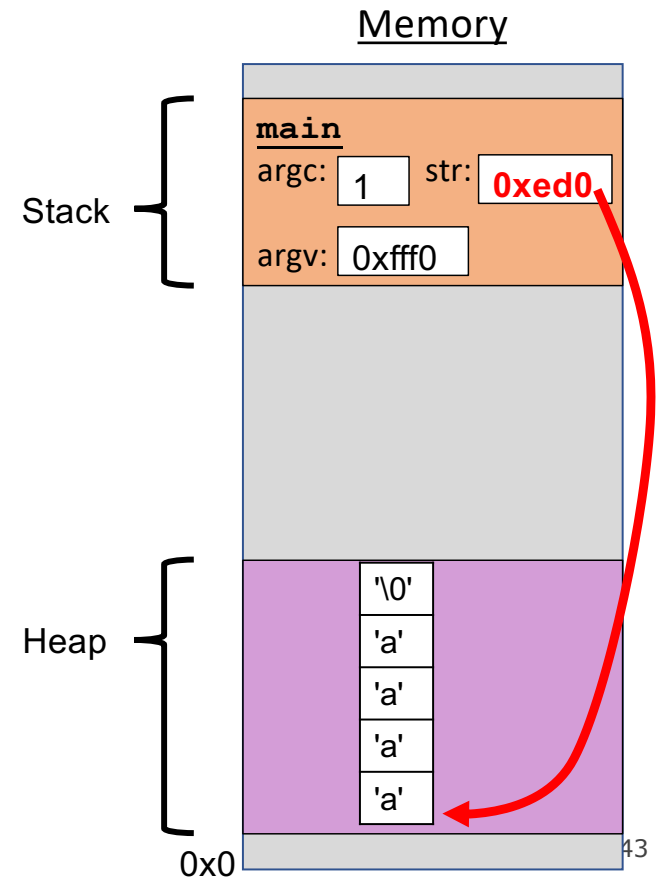 Memory
main
argc: 1 str: 0xed0
Stack
argv: 0xfff0
'\0'
Heap
'a'
'a'
'a'
'a'
0x0
43